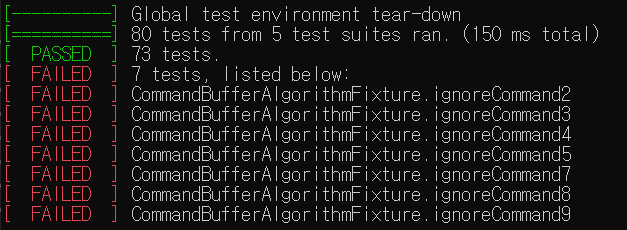 [----------] Global test environment tear-down
[==========] 80 tests from 5 test suites ran. (150 ms total)
[  PASSED  ] 73 tests.
[  FAILED  ] 7 tests, listed below:
[  FAILED  ] CommandBufferAlgorithmFixture.ignoreCommand2
[  FAILED  ] CommandBufferAlgorithmFixture.ignoreCommand3
[  FAILED  ] CommandBufferAlgorithmFixture.ignoreCommand4
[  FAILED  ] CommandBufferAlgorithmFixture.ignoreCommand5
[  FAILED  ] CommandBufferAlgorithmFixture.ignoreCommand7
[  FAILED  ] CommandBufferAlgorithmFixture.ignoreCommand8
[  FAILED  ] CommandBufferAlgorithmFixture.ignoreCommand9